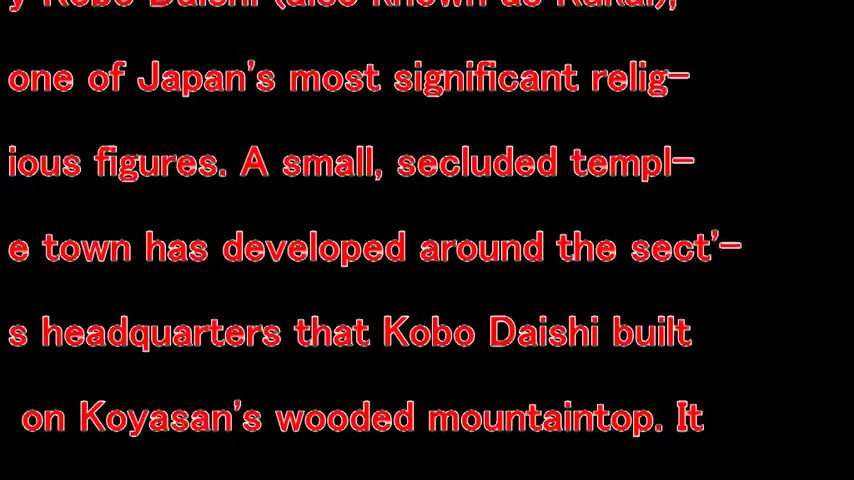 y Kobo Daishi (also known as Kukai),
one of Japan's most significant relig-
ious figures. A small, secluded templ-
e town has developed around the sect'-
s headquarters that Kobo Daishi built
on Koyasan's wooded mountaintop. It